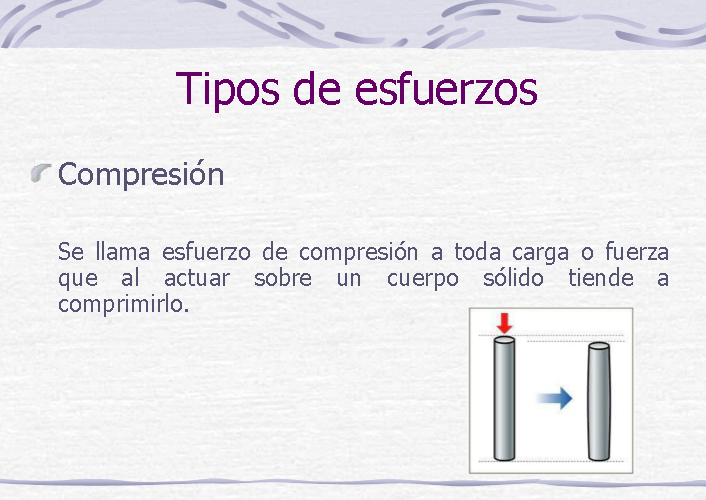 Tipos de esfuerzos
Compresión
Se llama esfuerzo de compresión a toda carga o fuerza
que al actuar sobre un cuerpo sólido tiende a
comprimirlo.